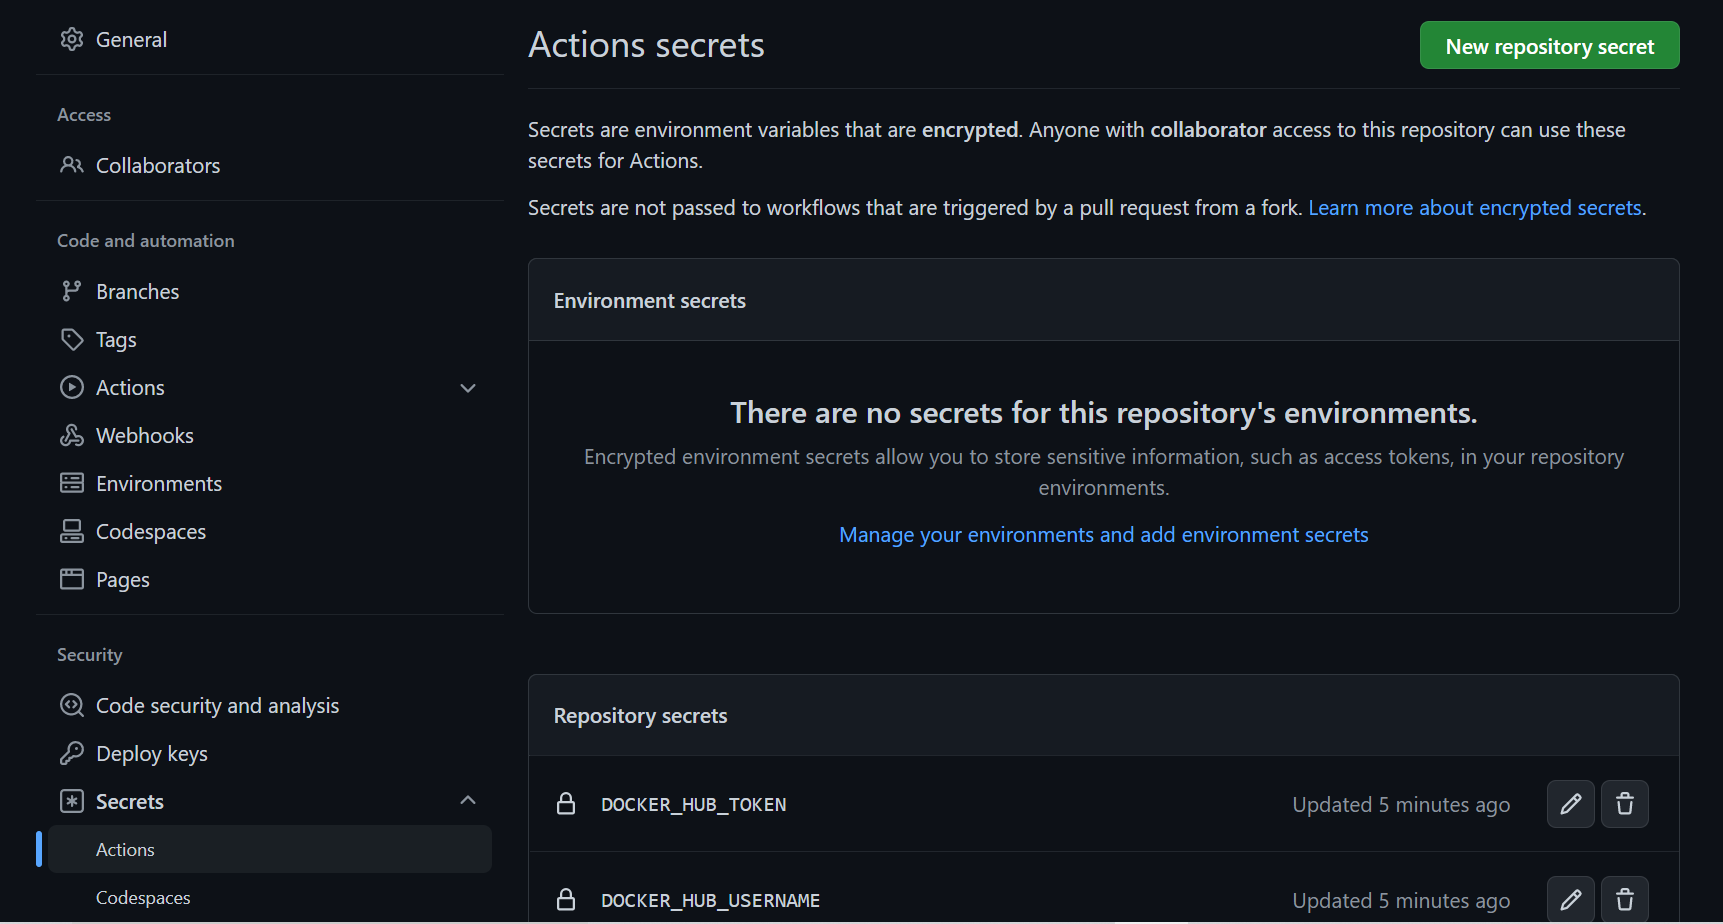 General
Access
Collaborators
Code and automation
Branches
Tags
Actions
Webhooks
Environments
Codespaces
Pages
Security
Code security and analysis
Deploy keys
Secrets
Actions
Codespaces
Actions secrets
New repository secret
Secrets are environment variables that are encrypted. Anyone with collaborator access to this repository can use these
secrets for Actions.
Secrets are not passed to workflows that are triggered by a pull request from a fork. Learn more about encrypted secrets.
Environment secrets
There are no secrets for this repository's environments.
Encrypted environment secrets allow you to store sensitive information, such as access tokens, in your repository
environments.
Manage your environments and add environment secrets
Repository secrets
DOCKER_HUB_TOKEN Updated 5 minutes ago
DOCKER_HUB_USERNAME Updated 5 minutes ago